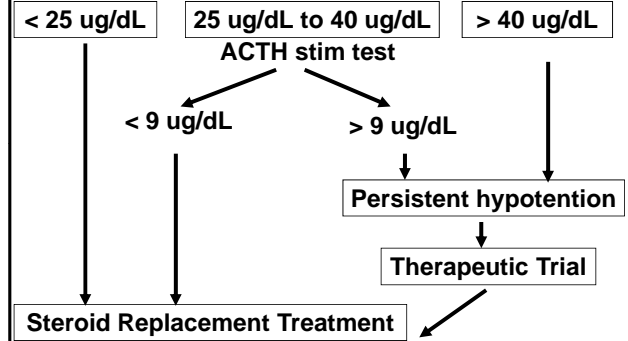 < 25 ug/dL 25 ug/dL to 40 ug/dL > 40 ug/dL
ACTH stim test
< 9 ug/dL > 9 ug/dL
Persistent hypotention
Therapeutic Trial
Steroid Replacement Treatment